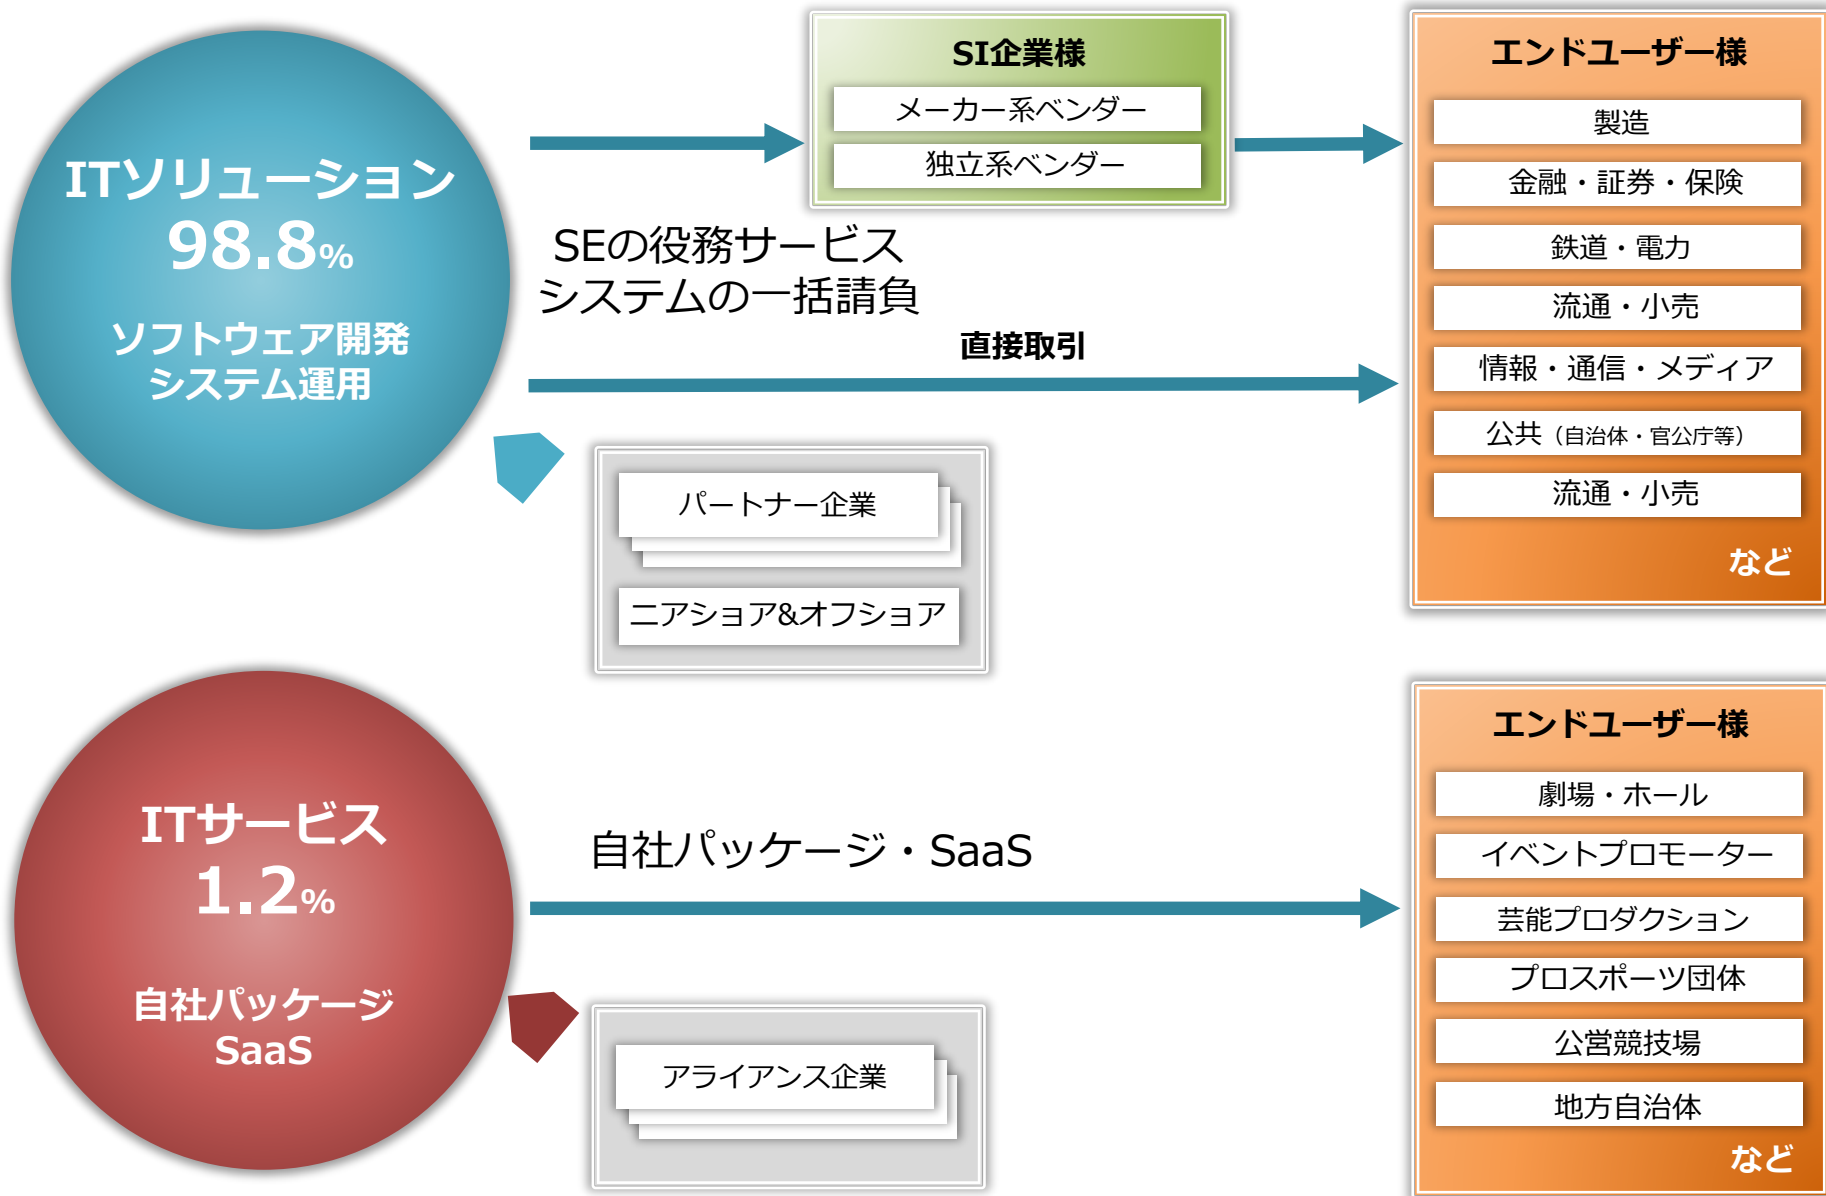 ITソリューション
98.8%
ソフトウェア開発
システム運用
SI企業様
メーカー系ベンダー
独立系ベンダー
SEの役務サービス
システムの一括請負
直接取引
パートナー企業
ニアショア&オフショア
エンドユーザー様
製造
金融・証券・保険
鉄道・電力
流通・小売
情報・通信・メディア
公共（自治体・官公庁等）
流通・小売
など
ITサービス
1.2%
自社パッケージ
SaaS
自社パッケージ・SaaS
アライアンス企業
エンドユーザー様
劇場・ホール
イベントプロモーター
芸能プロダクション
プロスポーツ団体
公営競技場
地方自治体
など